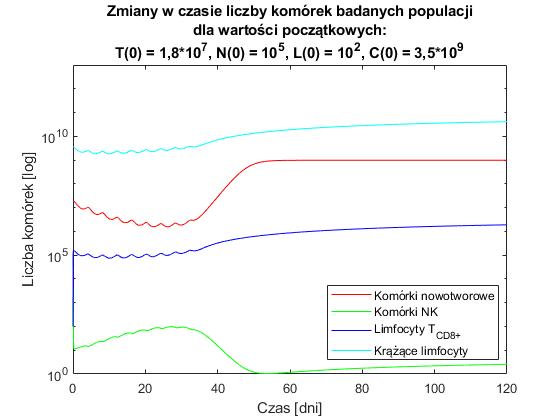 Zmiany w czasie liczby komórek badanych populacji
dla wartości początkowych:
T(0) = 1,8*10^7, N(0) = 10^5, L(0) = 10^2, C(0) = 3,5*10^9
Liczba komórek [log]
10^10
10^5
10^0
Komórki nowotworowe
Komórki NK
Limfocyty T_CD8+
Krążące limfocyty
0 20 40 60 80 100 120
Czas [dni]